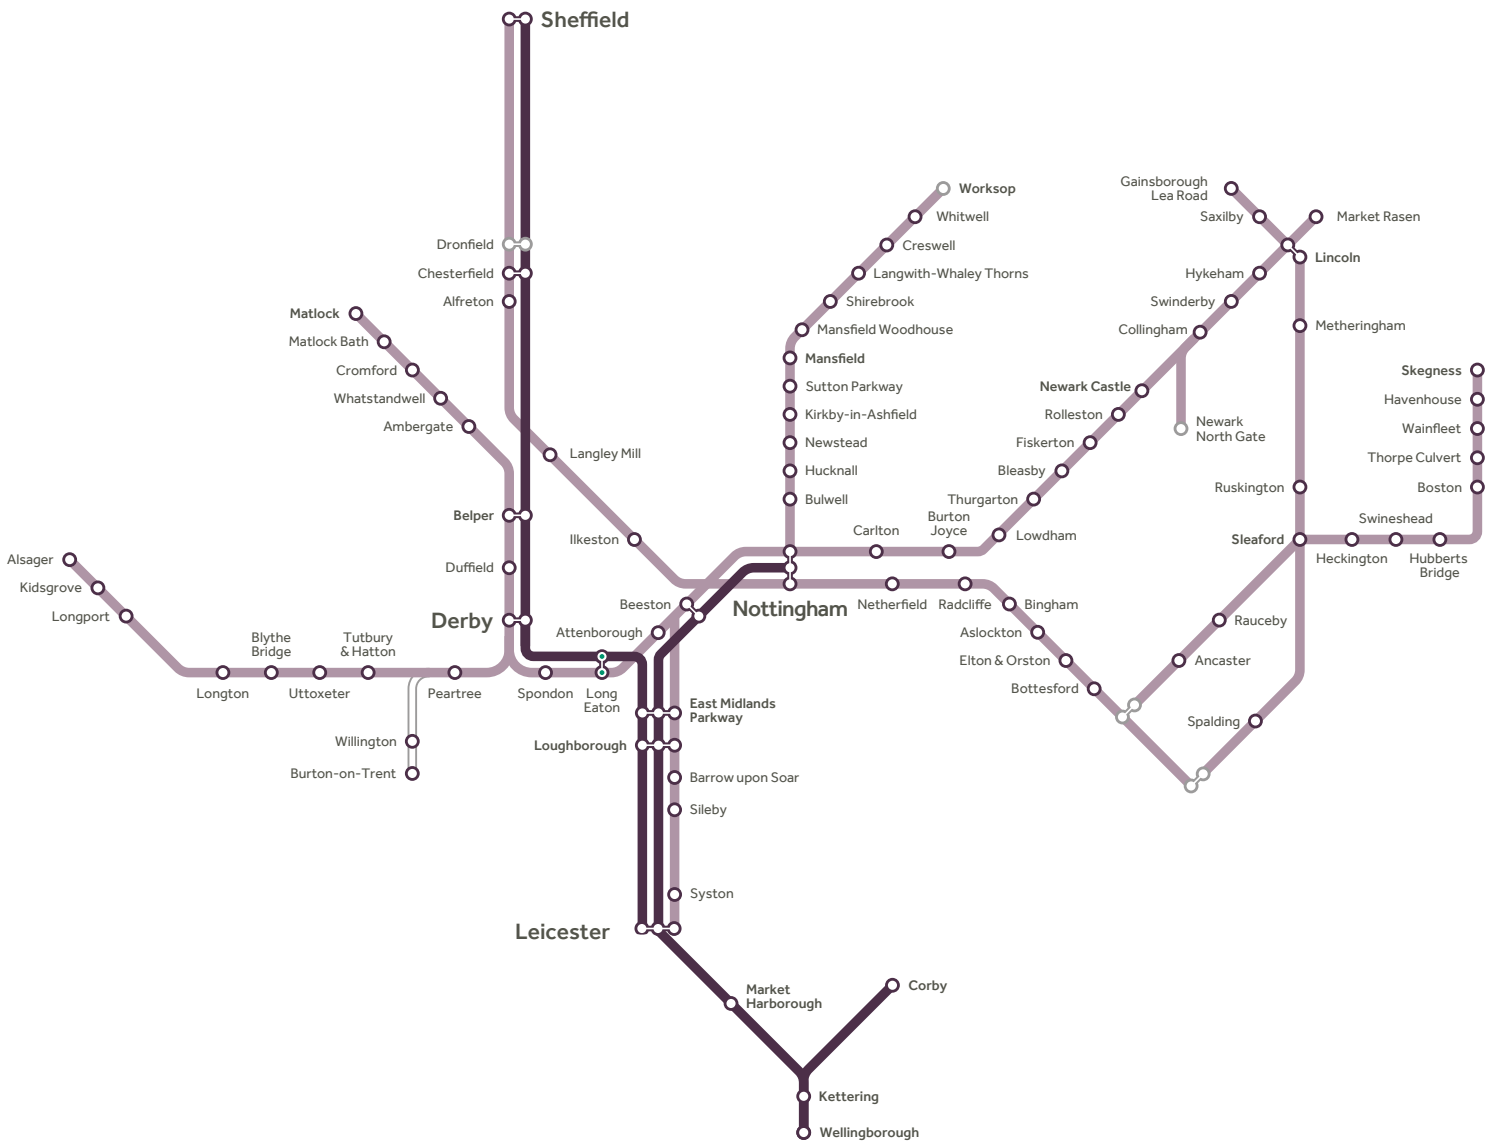 Sheffield
Worksop
Gainsborough
Lea Road
Whitwell
Saxilby
Market Rasen
Dronfield
Creswell
Lincoln
Chesterfield
Langwith-Whaley Thorns
Hykeham
Alfreton
Shirebrook
Swinderby
Matlock
Mansfield Woodhouse
Collingham
Metheringham
Matlock Bath
Mansfield
Cromford
Skegness
Sutton Parkway
Newark Castle
Whatstandwell
Havenhouse
Kirkby-in-Ashfield
Rolleston
Ambergate
Newark
North Gate
Wainfleet
Newstead
Fiskerton
Langley Mill
Thorpe Culvert
Hucknall
Bleasby
Ruskington
Boston
Bulwell
Thurgarton
Belper
Carlton
Burton
Joyce
Lowdham
Swineshead
Ilkeston
Sleaford
Heckington
Hubberts
Bridge
Alsager
Duffield
Kidsgrove
Beeston
Nottingham
Netherfield
Radcliffe
Bingham
Longport
Derby
Attenborough
Aslockton
Rauceby
Blythe
Bridge
Tutbury
& Hatton
Elton & Orston
Ancaster
Longton
Uttoxeter
Peartree
Spondon
Long
Eaton
Bottesford
East Midlands
Parkway
Spalding
Willington
Loughborough
Burton-on-Trent
Barrow upon Soar
Sileby
Syston
Leicester
Market
Harborough
Corby
Kettering
Wellingborough